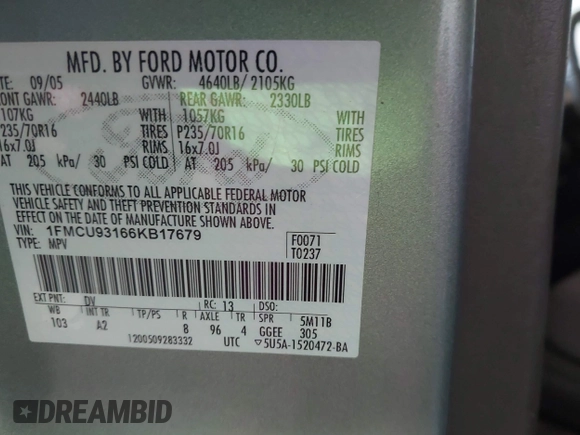 MFD. BY FORD MOTOR CO.
TE: 09/05 GVWR: 4640LB/ 2105KG
ONT GAWR: 2440LB REAR GAWR: 2330LB
107KG WITH 1057KG WITH
P235/70R16 TIRES P235/70R16 TIRES
16x7.0J RIMS 16x7.0J RIMS
AT 205 kPa/ 30 PSI COLD AT 205 kPa/ 30 PSI COLD
THIS VEHICLE CONFORMS TO ALL APPLICABLE FEDERAL MOTOR
VEHICLE SAFETY AND THEFT PREVENTION STANDARDS IN
EFFECT ON THE DATE OF MANUFACTURE SHOWN ABOVE.
VIN: 1FMCU93166KB17679 F0071
TYPE: MPV T0237
EXT PNT: DV RC: 13 DSO:
WB INT TR TP/PS R AXLE TR SPR 5M11B
103 A2 B 96 4 GGEE 305
1200509283332 UTC ▽5U5A-1520472-BA
DREAMBID